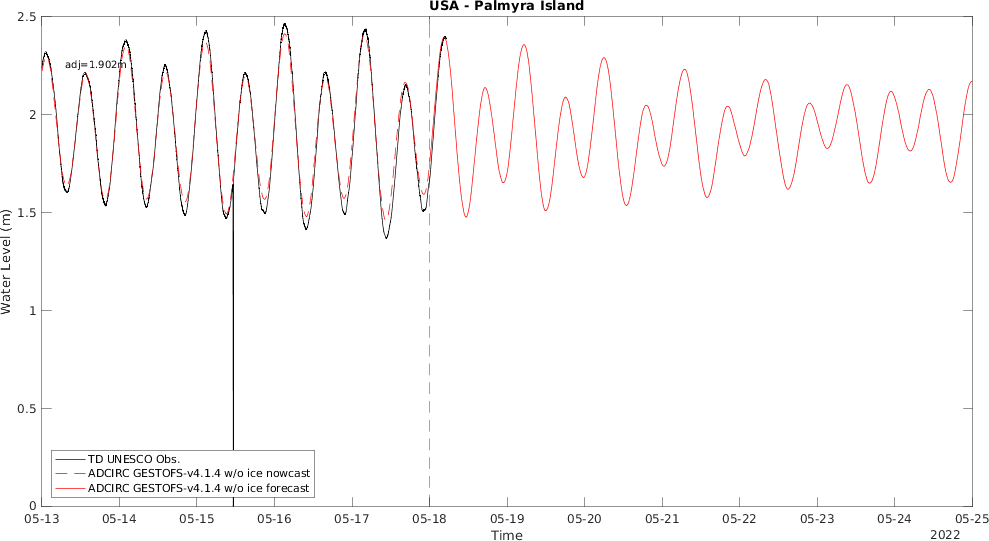 USA - Palmyra Island
2.5
adj=1.902m
2
1.5
Water Level (m)
1
0.5
TD UNESCO Obs.
ADCIRC GESTOFS-v4.1.4 w/o ice nowcast
ADCIRC GESTOFS-v4.1.4 w/o ice forecast
0
05-13 05-14 05-15 05-16 05-17 05-18 05-19 05-20 05-21 05-22 05-23 05-24 05-25
Time
2022